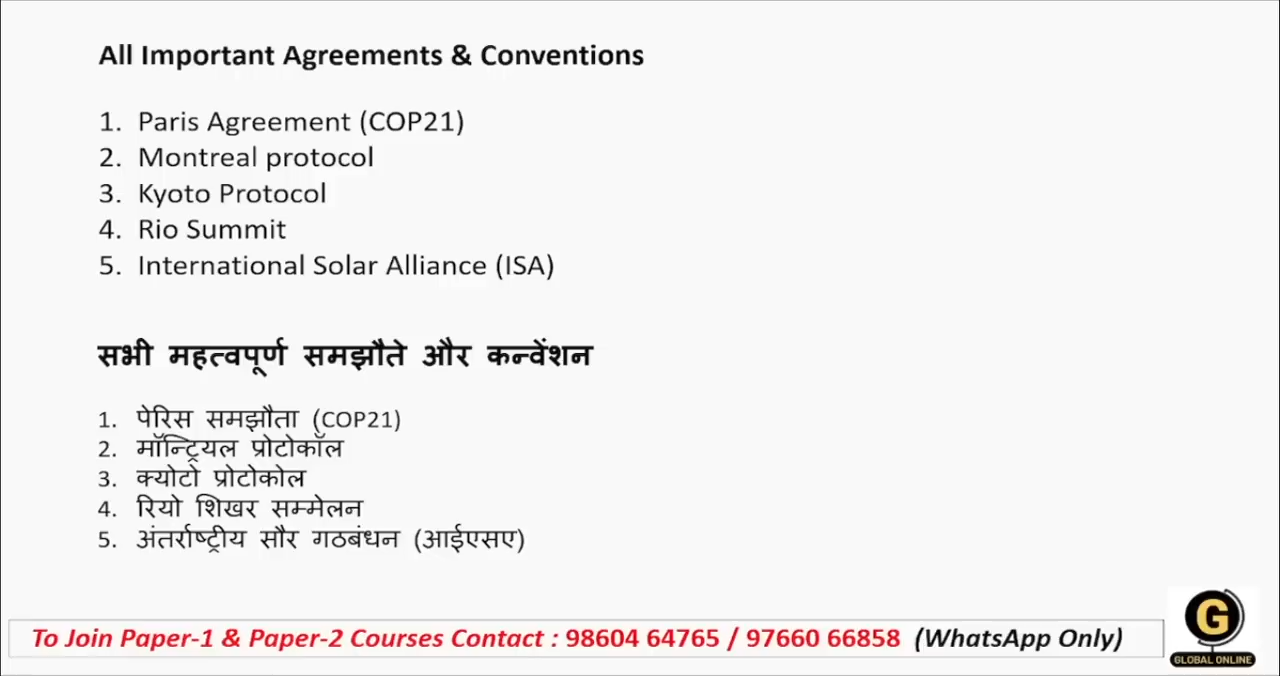 All Important Agreements & Conventions
1. Paris Agreement (COP21)
2. Montreal protocol
3. Kyoto Protocol
4. Rio Summit
5. International Solar Alliance (ISA)
सभी महत्वपूर्ण समझौते और कन्वेंशन
1. पेरिस समझौता (COP21)
2. मॉन्ट्रियल प्रोटोकॉल
3. क्योटो प्रोटोकोल
4. रियो शिखर सम्मेलन
5. अंतर्राष्ट्रीय सौर गठबंधन (आईएसए)
To Join Paper-1 & Paper-2 Courses Contact : 98604 64765 / 97660 66858 (WhatsApp Only)
G
GLOBAL ONLINE